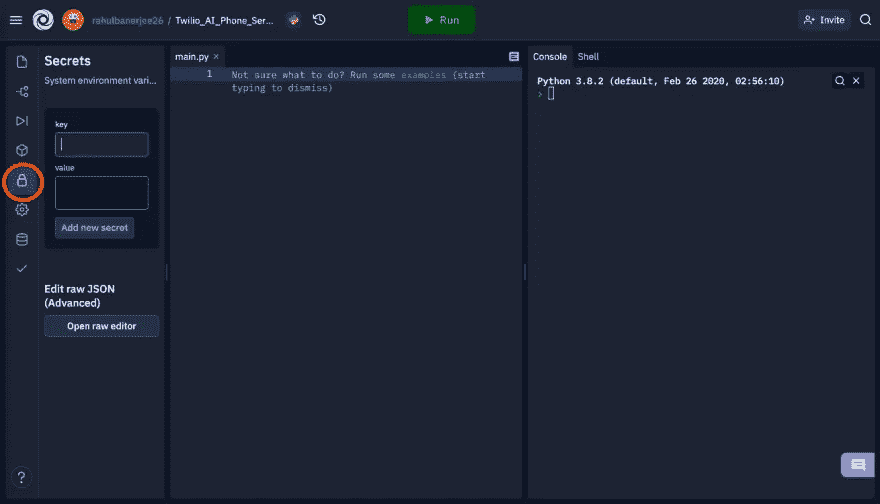 rahulbanerjee26 / Twilio_AI_Phone_Ser...
Run
Invite
Secrets
System environment vari...
key
value
Add new secret
Edit raw JSON
(Advanced)
Open raw editor
main.py ×
1 Not sure what to do? Run some examples (start
typing to dismiss)
Console Shell
Python 3.8.2 (default, Feb 26 2020, 02:56:10)
>
?